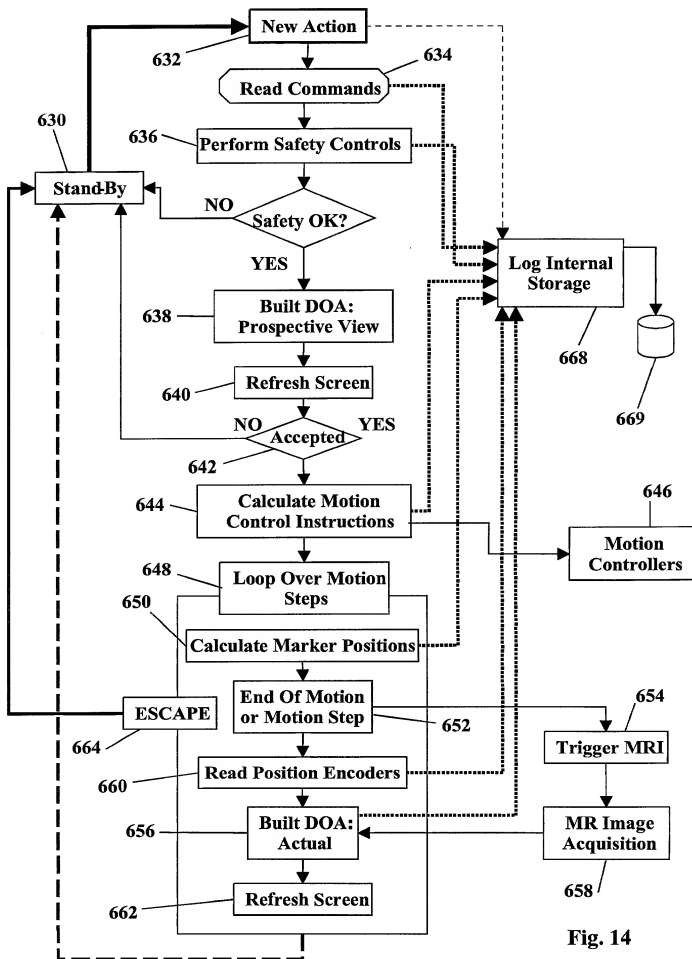 New Action
632
634
Read Commands
630
636
Perform Safety Controls
Stand-By
NO
Safety OK?
YES
Log Internal
Storage
638
Built DOA:
Prospective View
668
669
640
Refresh Screen
NO
YES
Accepted
642
644
Calculate Motion
Control Instructions
646
Motion
Controllers
648
Loop Over Motion
Steps
650
Calculate Marker Positions
ESCAPE
End Of Motion
or Motion Step
652
654
664
Trigger MRI
660
Read Position Encoders
656
Built DOA:
Actual
MR Image
Acquisition
658
662
Refresh Screen
Fig. 14